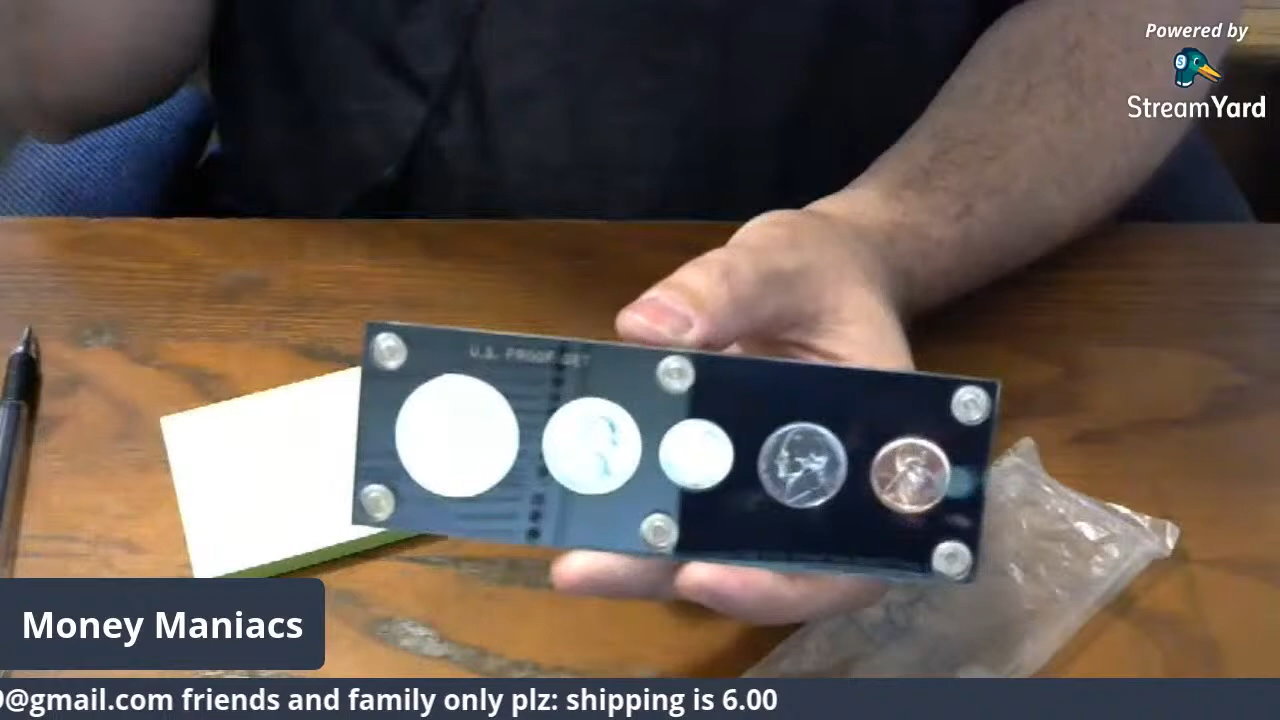 Powered by
StreamYard
U.S. PROOF SET
Money Maniacs
@gmail.com friends and family only plz: shipping is 6.00